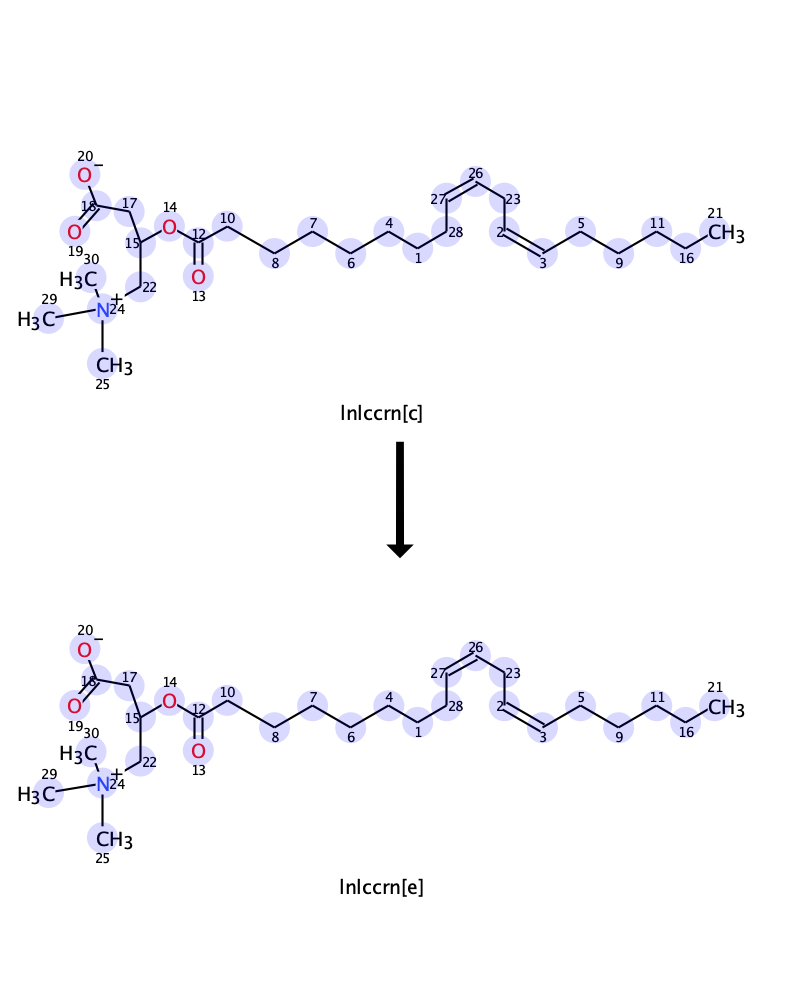 20
O −
26
18 17 14 10 7 4 27 23 21
O 15 O 12 28 2 5 11 CH3
19 30 8 6 1 3 9 16
H3C O
29 + 22 13
H3C N 24
CH3
25
lnlccrn[c]
20
O −
26
18 17 14 10 7 4 27 23 21
O 15 O 12 28 2 5 11 CH3
19 30 8 6 1 3 9 16
H3C O
29 + 22 13
H3C N 24
CH3
25
lnlccrn[e]